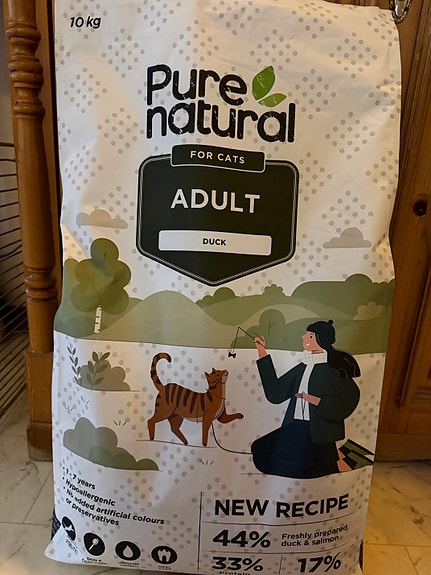 10 kg
Pure
natural
FOR CATS
ADULT
DUCK
• 1 - 7 years
• Hypoallergenic
• No added artificial colours
or preservatives
NEW RECIPE
44% Freshly prepared
duck & salmon
33% 17%
Protein